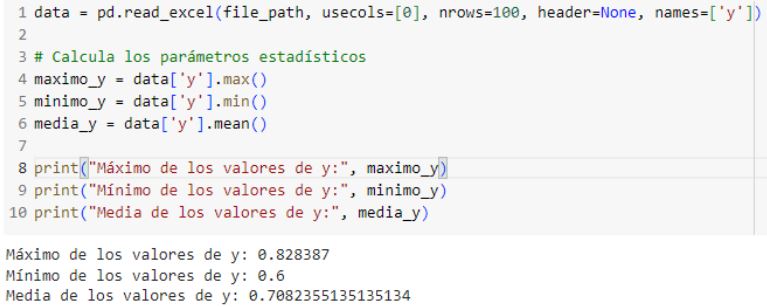 1 data = pd.read_excel(file_path, usecols=[0], nrows=100, header=None, names=['y'])
2
3 # Calcula los parámetros estadísticos
4 maximo_y = data['y'].max()
5 minimo_y = data['y'].min()
6 media_y = data['y'].mean()
7
8 print("Máximo de los valores de y:", maximo_y)
9 print("Mínimo de los valores de y:", minimo_y)
10 print("Media de los valores de y:", media_y)
Máximo de los valores de y: 0.828387
Mínimo de los valores de y: 0.6
Media de los valores de y: 0.7082355135135134